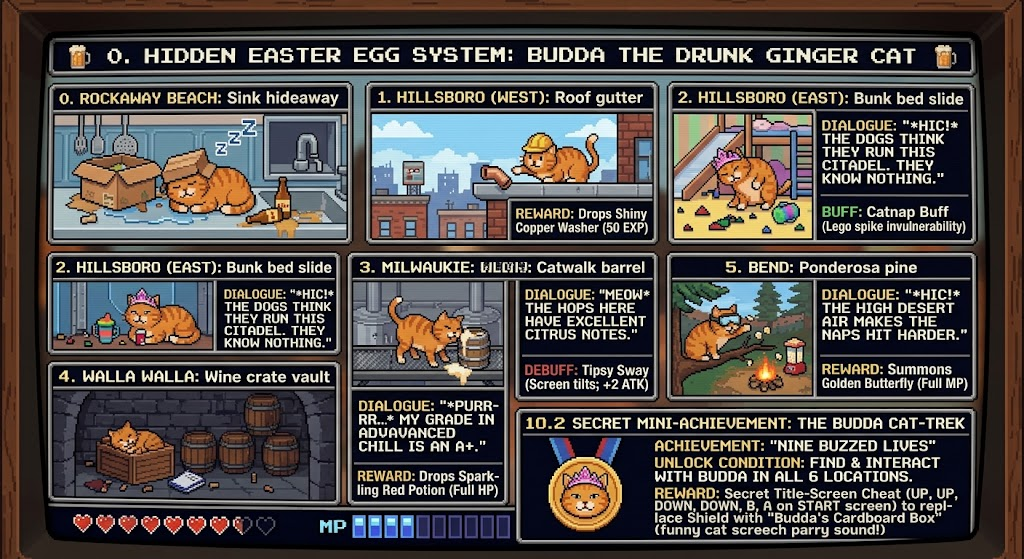 0. HIDDEN EASTER EGG SYSTEM: BUDDA THE DRUNK GINGER CAT
0. ROCKAWAY BEACH: Sink hideaway
z z z Z
1. HILLSBORO (WEST): Roof gutter
REWARD: Drops Shiny
Copper Washer (50 EXP)
2. HILLSBORO (EAST): Bunk bed slide
DIALOGUE: "*HIC!*
THE DOGS THINK
THEY RUN THIS
CITADEL. THEY
KNOW NOTHING."
BUFF: Catnap Buff
(Lego spike invulnerability)
2. HILLSBORO (EAST): Bunk bed slide
DIALOGUE: "*HIC!*
THE DOGS THINK
THEY RUN THIS
CITADEL. THEY
KNOW NOTHING."
3. MILWAUKIE: Catwalk barrel
DIALOGUE: "MEOW*
THE HOPS HERE
HAVE EXCELLENT
CITRUS NOTES."
DEBUFF: Tipsy Sway
(Screen tilts; +2 ATK)
5. BEND: Ponderosa pine
DIALOGUE: "*HIC!*
THE HIGH DESERT
AIR MAKES THE
NAPS HIT HARDER."
REWARD: Summons
Golden Butterfly (Full MP)
4. WALLA WALLA: Wine crate vault
DIALOGUE: "*PURR-
RR...* MY GRADE IN
ADVAVANCED
CHILL IS AN A+."
REWARD: Drops Spark-
ling Red Potion (Full HP)
10.2 SECRET MINI-ACHIEVEMENT: THE BUDDA CAT-TREK
ACHIEVEMENT: "NINE BUZZED LIVES"
UNLOCK CONDITION: FIND & INTERACT
WITH BUDDA IN ALL 6 LOCATIONS.
REWARD: Secret Title-Screen Cheat (UP, UP,
DOWN, DOWN, B, A on START screen) to repl-
lace Shield with "Budda's Cardboard Box"
(funny cat screech parry sound!)
MP